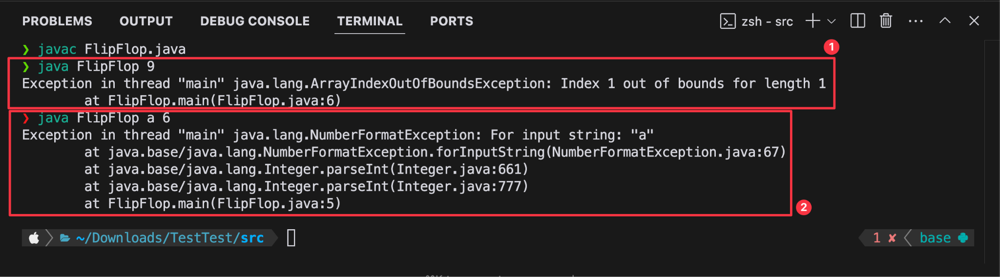 PROBLEMS OUTPUT DEBUG CONSOLE TERMINAL PORTS zsh - src
❯ javac FlipFlop.java
1
❯ java FlipFlop 9
Exception in thread "main" java.lang.ArrayIndexOutOfBoundsException: Index 1 out of bounds for length 1
at FlipFlop.main(FlipFlop.java:6)
❯ java FlipFlop a 6
Exception in thread "main" java.lang.NumberFormatException: For input string: "a"
at java.base/java.lang.NumberFormatException.forInputString(NumberFormatException.java:67)
at java.base/java.lang.Integer.parseInt(Integer.java:661)
at java.base/java.lang.Integer.parseInt(Integer.java:777)
at FlipFlop.main(FlipFlop.java:5)
2
~/Downloads/TestTest/src 1 ✘ base